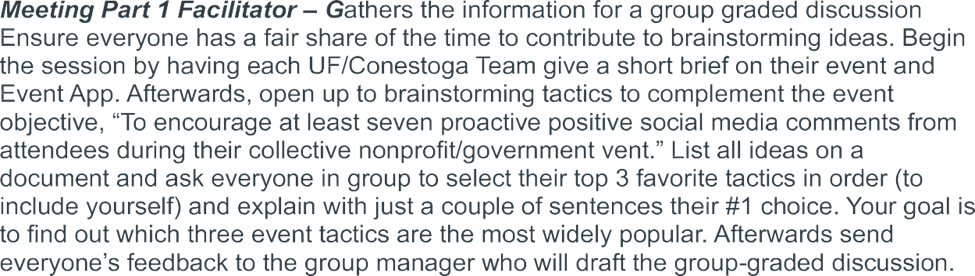 Meeting Part 1 Facilitator – Gathers the information for a group graded discussion
Ensure everyone has a fair share of the time to contribute to brainstorming ideas. Begin
the session by having each UF/Conestoga Team give a short brief on their event and
Event App. Afterwards, open up to brainstorming tactics to complement the event
objective, “To encourage at least seven proactive positive social media comments from
attendees during their collective nonprofit/government vent.” List all ideas on a
document and ask everyone in group to select their top 3 favorite tactics in order (to
include yourself) and explain with just a couple of sentences their #1 choice. Your goal is
to find out which three event tactics are the most widely popular. Afterwards send
everyone’s feedback to the group manager who will draft the group-graded discussion.